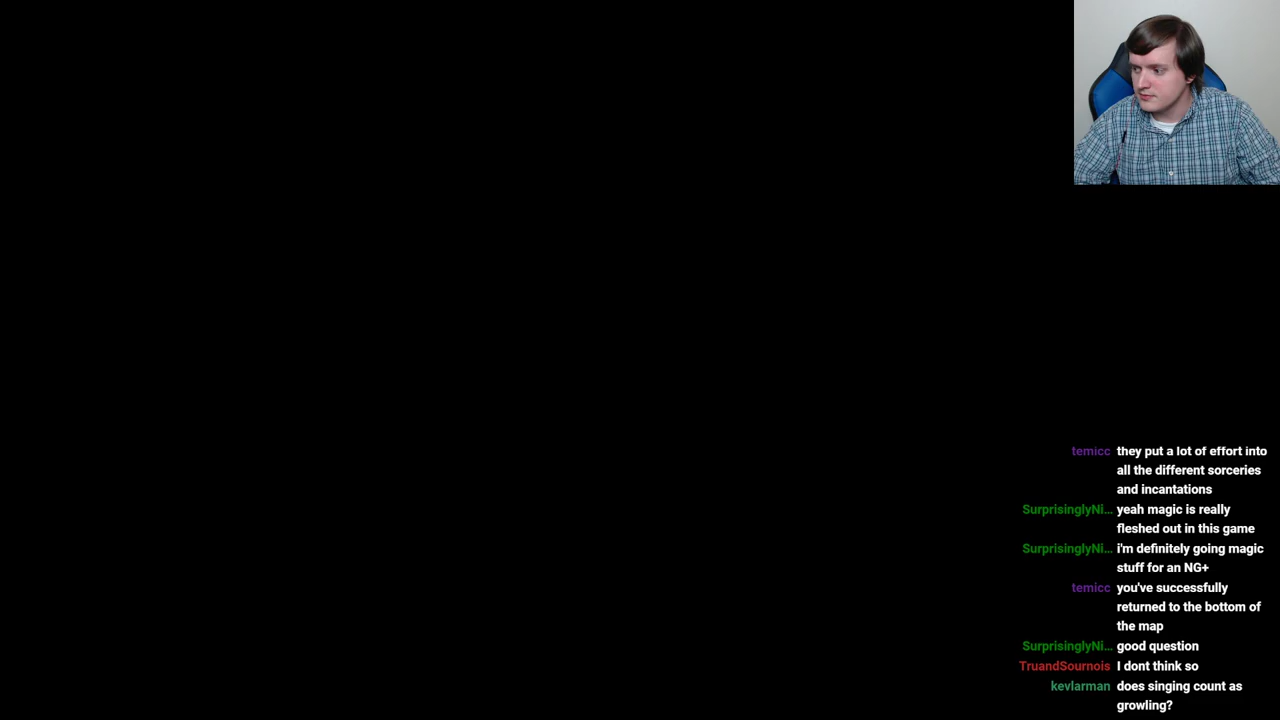 temicc they put a lot of effort into
all the different sorceries
and incantations
SurprisinglyNi... yeah magic is really
fleshed out in this game
SurprisinglyNi... i'm definitely going magic
stuff for an NG+
temicc you've successfully
returned to the bottom of
the map
SurprisinglyNi... good question
TruandSournois I dont think so
kevlarman does singing count as
growling?